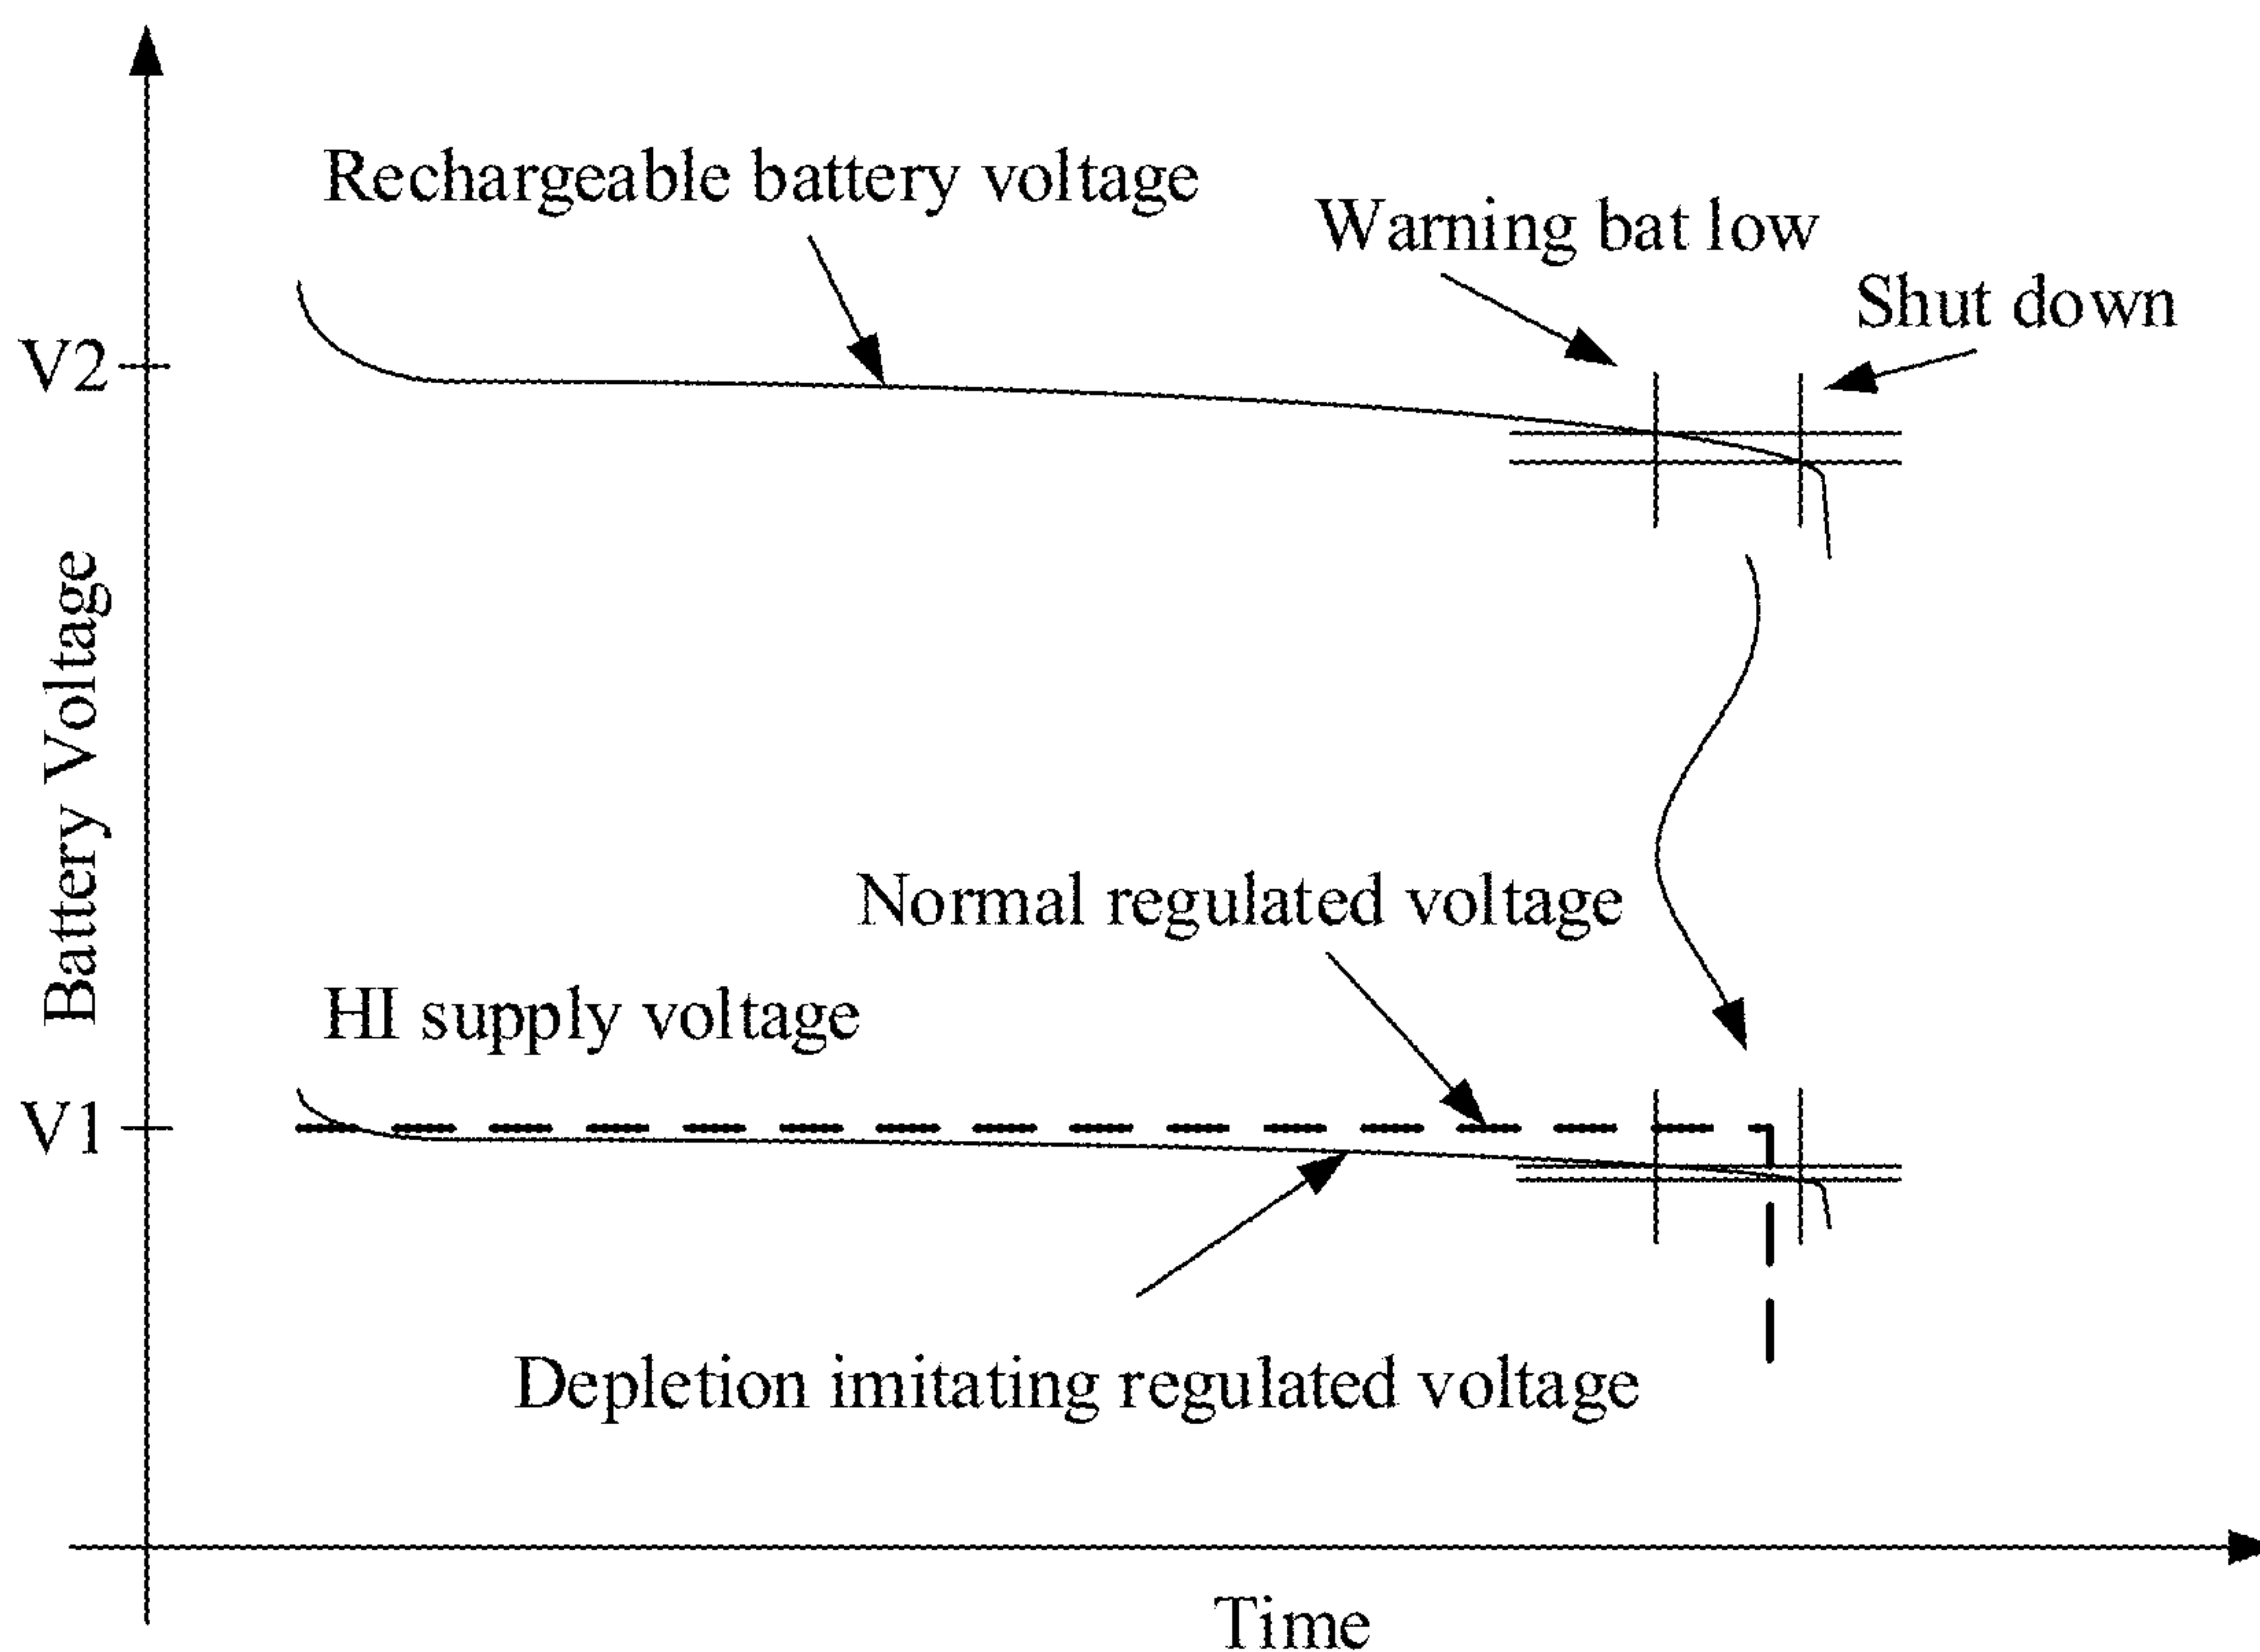 Rechargeable battery voltage
Warning bat low
Shut down
V2
Battery Voltage
Normal regulated voltage
HI supply voltage
V1
Depletion imitating regulated voltage
Time